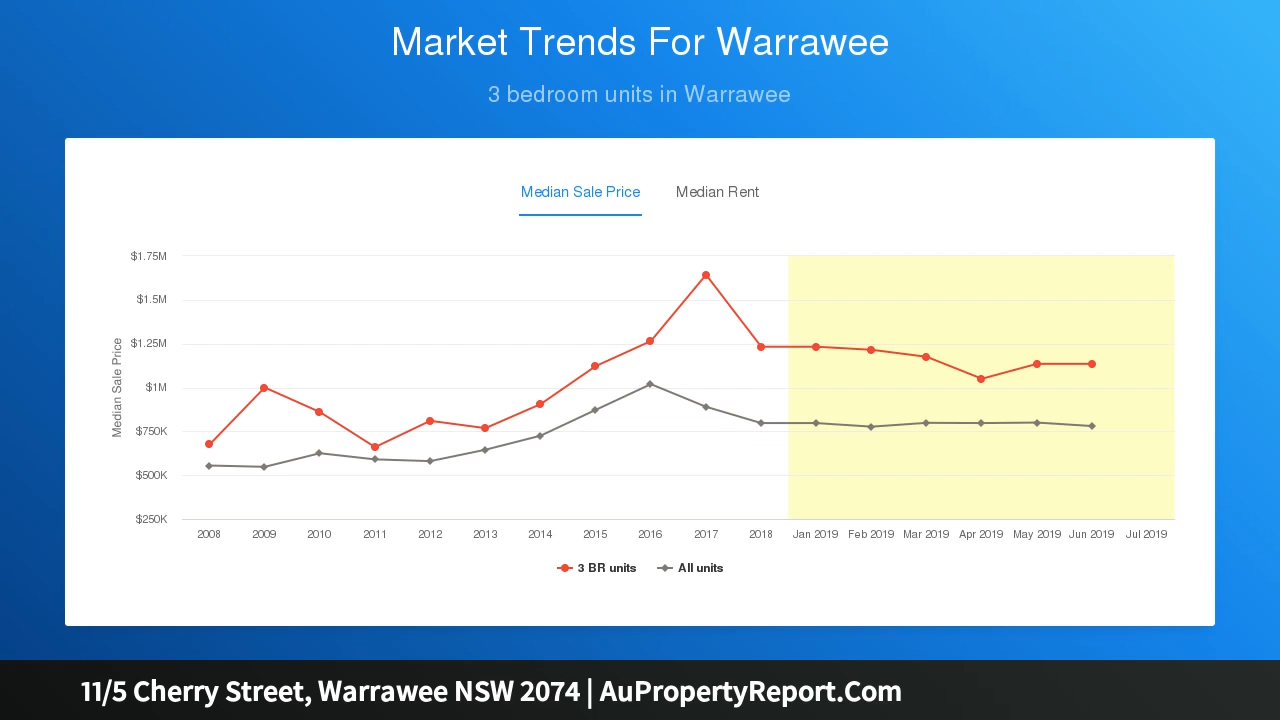 Market Trends For Warrawee
3 bedroom units in Warrawee
Median Sale Price
Median Rent
Median Sale Price
$1.75M
$1.5M
$1.25M
$1M
$750K
$500K
$250K
2008 2009 2010 2011 2012 2013 2014 2015 2016 2017 2018 Jan 2019 Feb 2019 Mar 2019 Apr 2019 May 2019 Jun 2019 Jul 2019
3 BR units All units
11/5 Cherry Street, Warrawee NSW 2074 | AuPropertyReport.Com